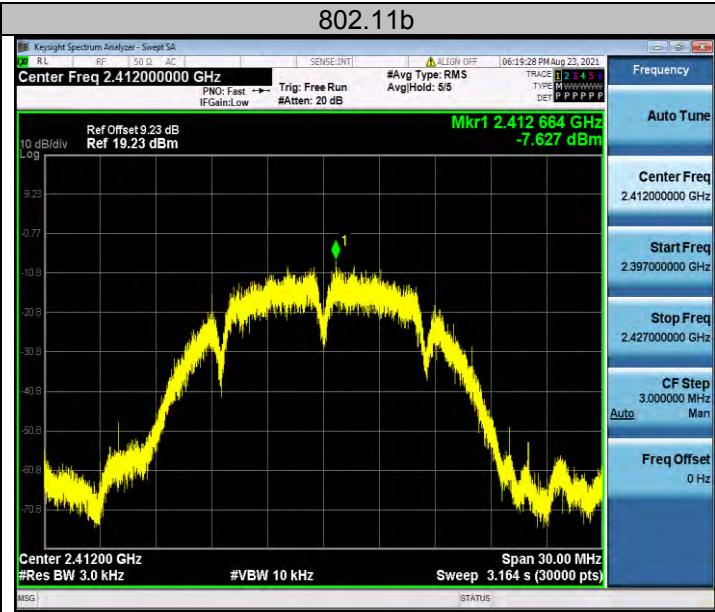 802.11b
Keysight Spectrum Analyzer - Swept SA
RL RF 50 Ω AC SENSE:INT ALIGN OFF 06:19:28 PM Aug 23, 2021
Center Freq 2.412000000 GHz
PNO: Fast
IFGain:Low
Trig: Free Run
#Atten: 20 dB
#Avg Type: RMS
Avg|Hold: 5/5
TRACE 1 2 3 4 5 6
TYPE M WWWWW
DET P P P P P P
Ref Offset 9.23 dB
10 dB/div Ref 19.23 dBm
Log
Mkr1 2.412 664 GHz
-7.627 dBm
9.23
-0.77
-10.8
-20.8
-30.8
-40.8
-50.8
-60.8
-70.8
1
Center 2.41200 GHz
#Res BW 3.0 kHz
#VBW 10 kHz
Span 30.00 MHz
Sweep 3.164 s (30000 pts)
MSG
STATUS
Frequency
Auto Tune
Center Freq
2.412000000 GHz
Start Freq
2.397000000 GHz
Stop Freq
2.427000000 GHz
CF Step
3.000000 MHz
Auto Man
Freq Offset
0 Hz